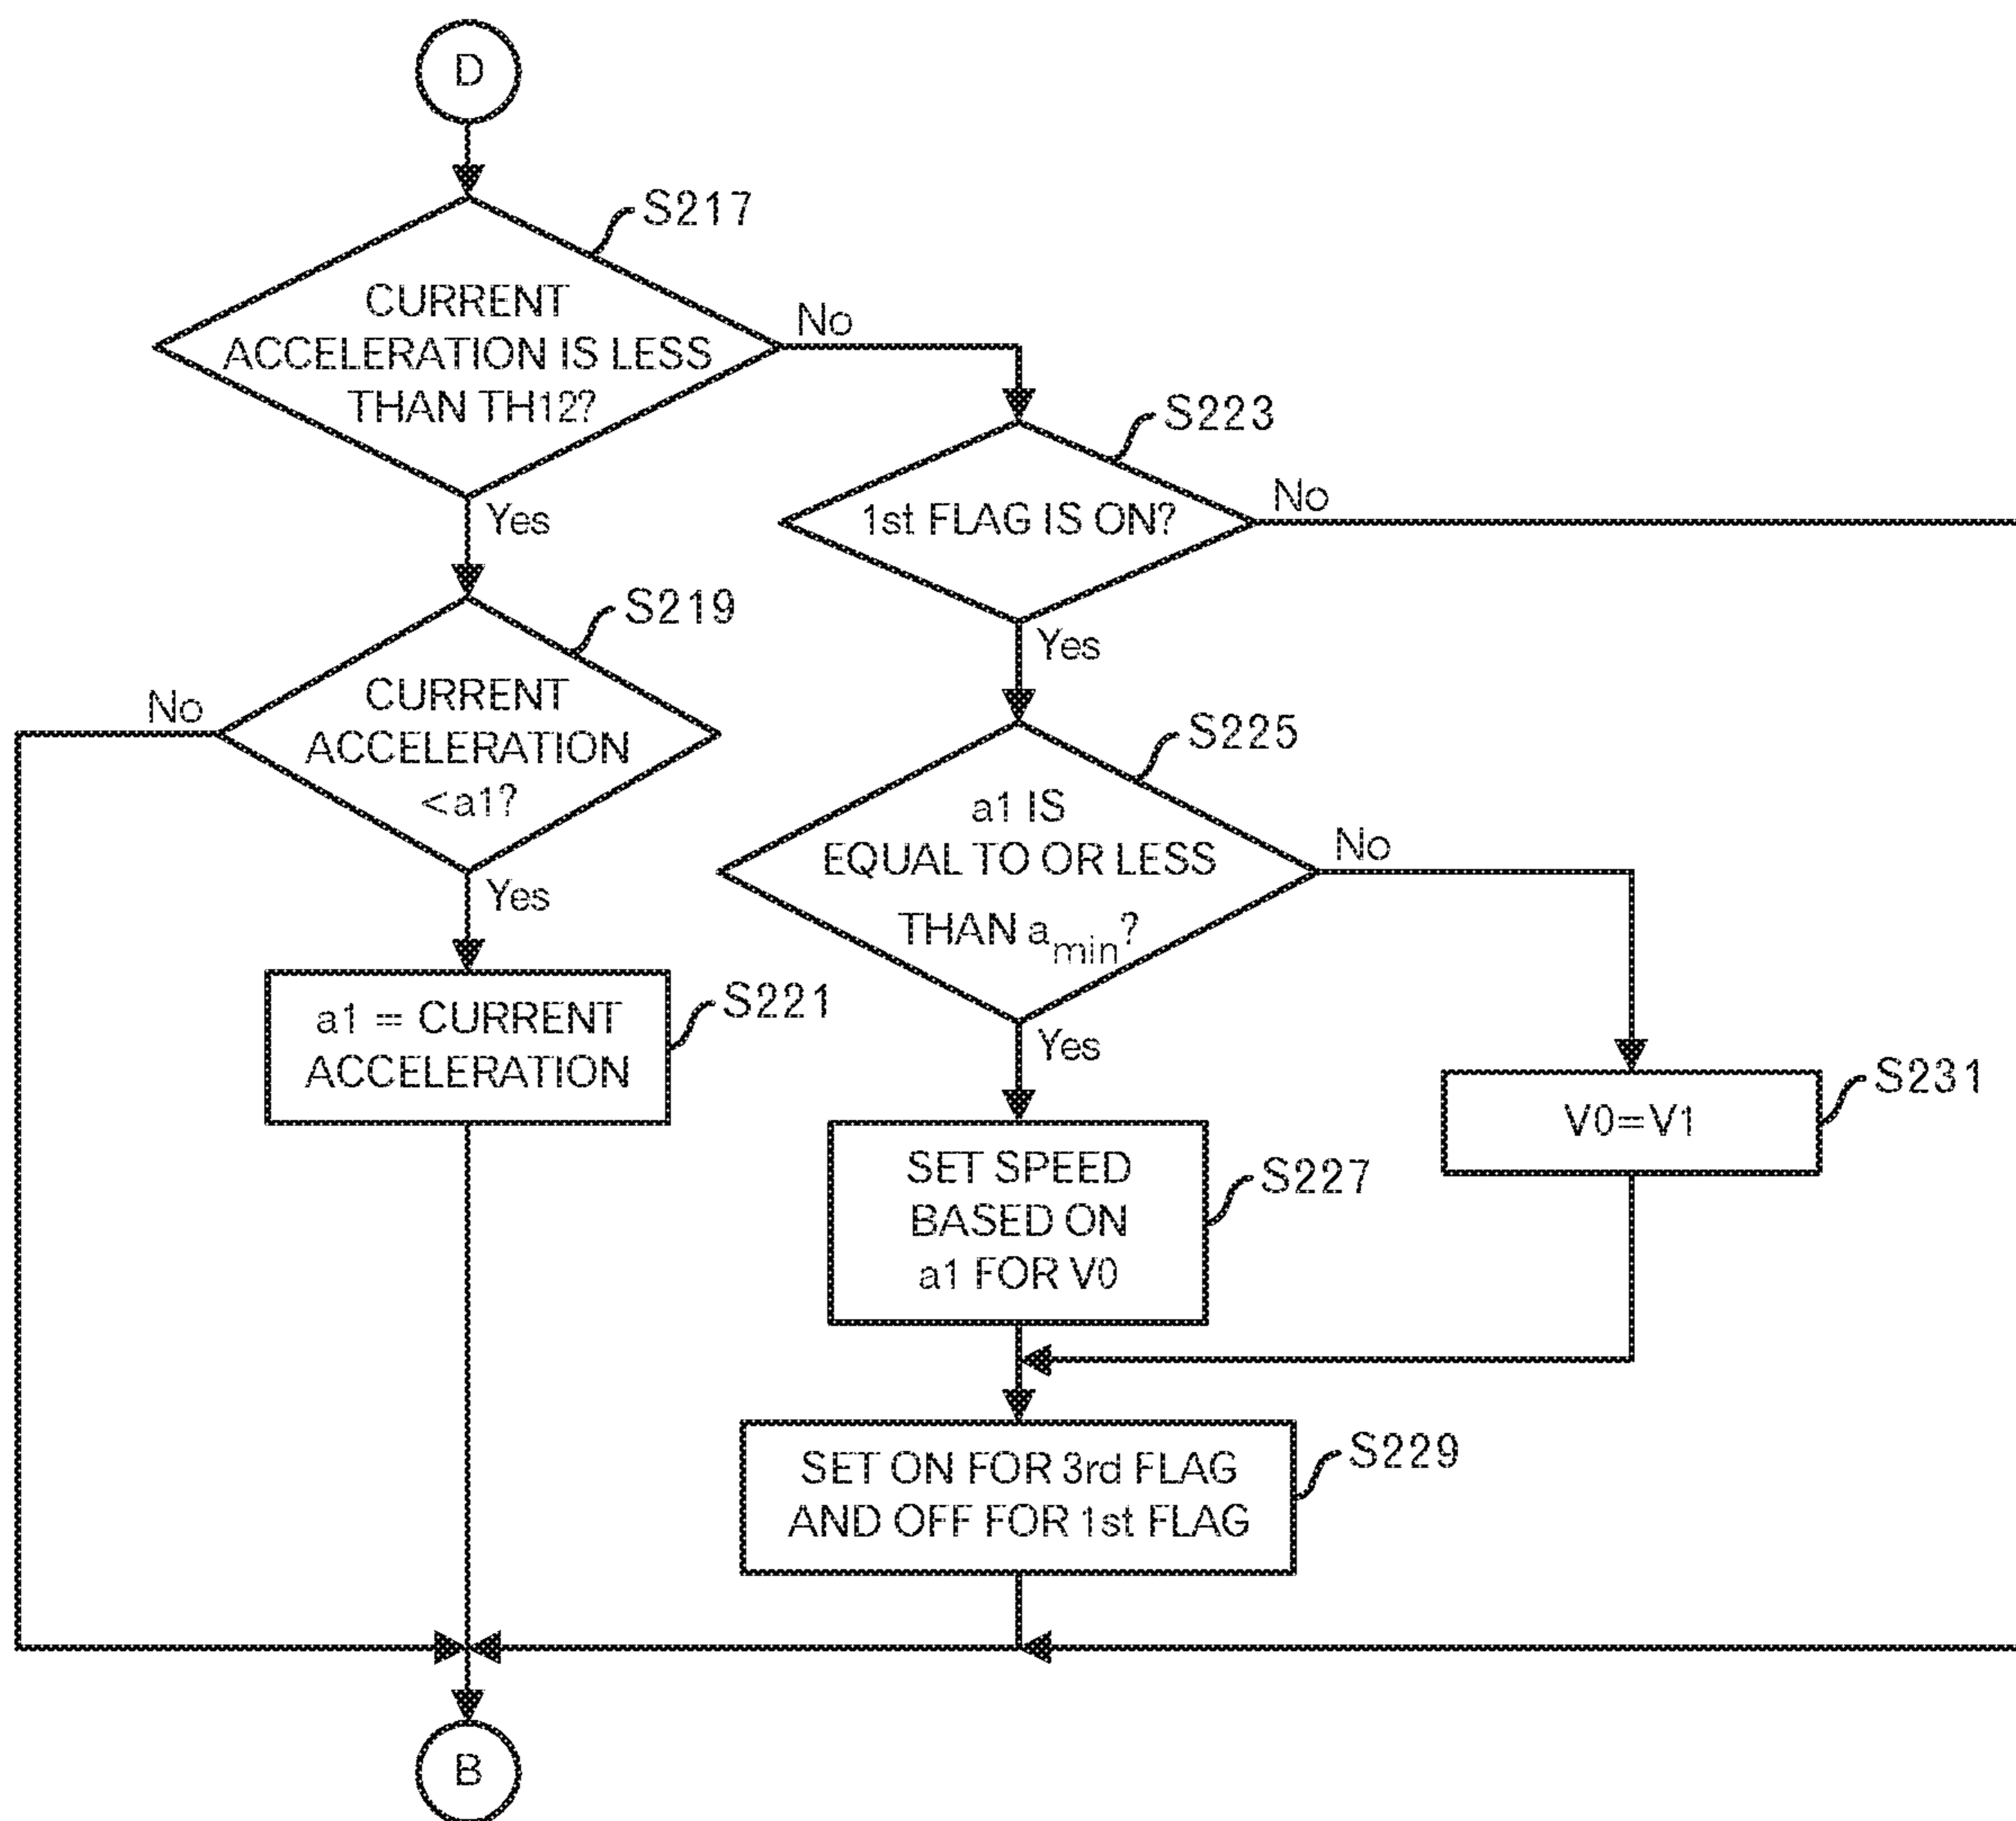 D
S217
CURRENT
ACCELERATION IS LESS
THAN TH12?
No
Yes
S223
1st FLAG IS ON?
No
Yes
S219
CURRENT
ACCELERATION
<a1?
No
Yes
S225
a1 IS
EQUAL TO OR LESS
THAN amin?
No
Yes
S221
a1 = CURRENT
ACCELERATION
S231
V0=V1
S227
SET SPEED
BASED ON
a1 FOR V0
S229
SET ON FOR 3rd FLAG
AND OFF FOR 1st FLAG
B